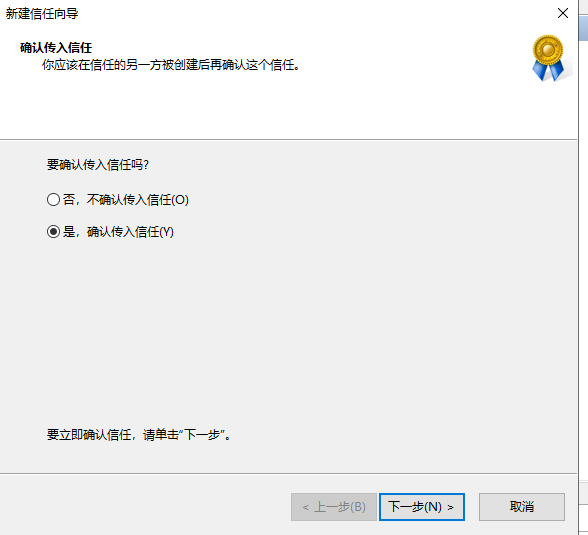 新建信任向导
确认传入信任
你应该在信任的另一方被创建后再确认这个信任。
要确认传入信任吗?
否，不确认传入信任(O)
是，确认传入信任(Y)
要立即确认信任，请单击"下一步"。
< 上一步(B)
下一步(N) >
取消